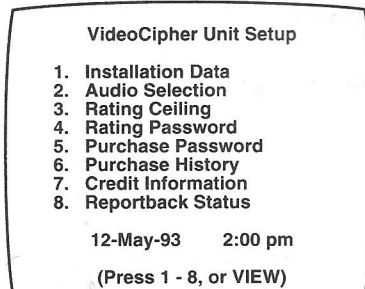 VideoCipher Unit Setup
1. Installation Data
2. Audio Selection
3. Rating Ceiling
4. Rating Password
5. Purchase Password
6. Purchase History
7. Credit Information
8. Reportback Status
12-May-93 2:00 pm
(Press 1 - 8, or VIEW)